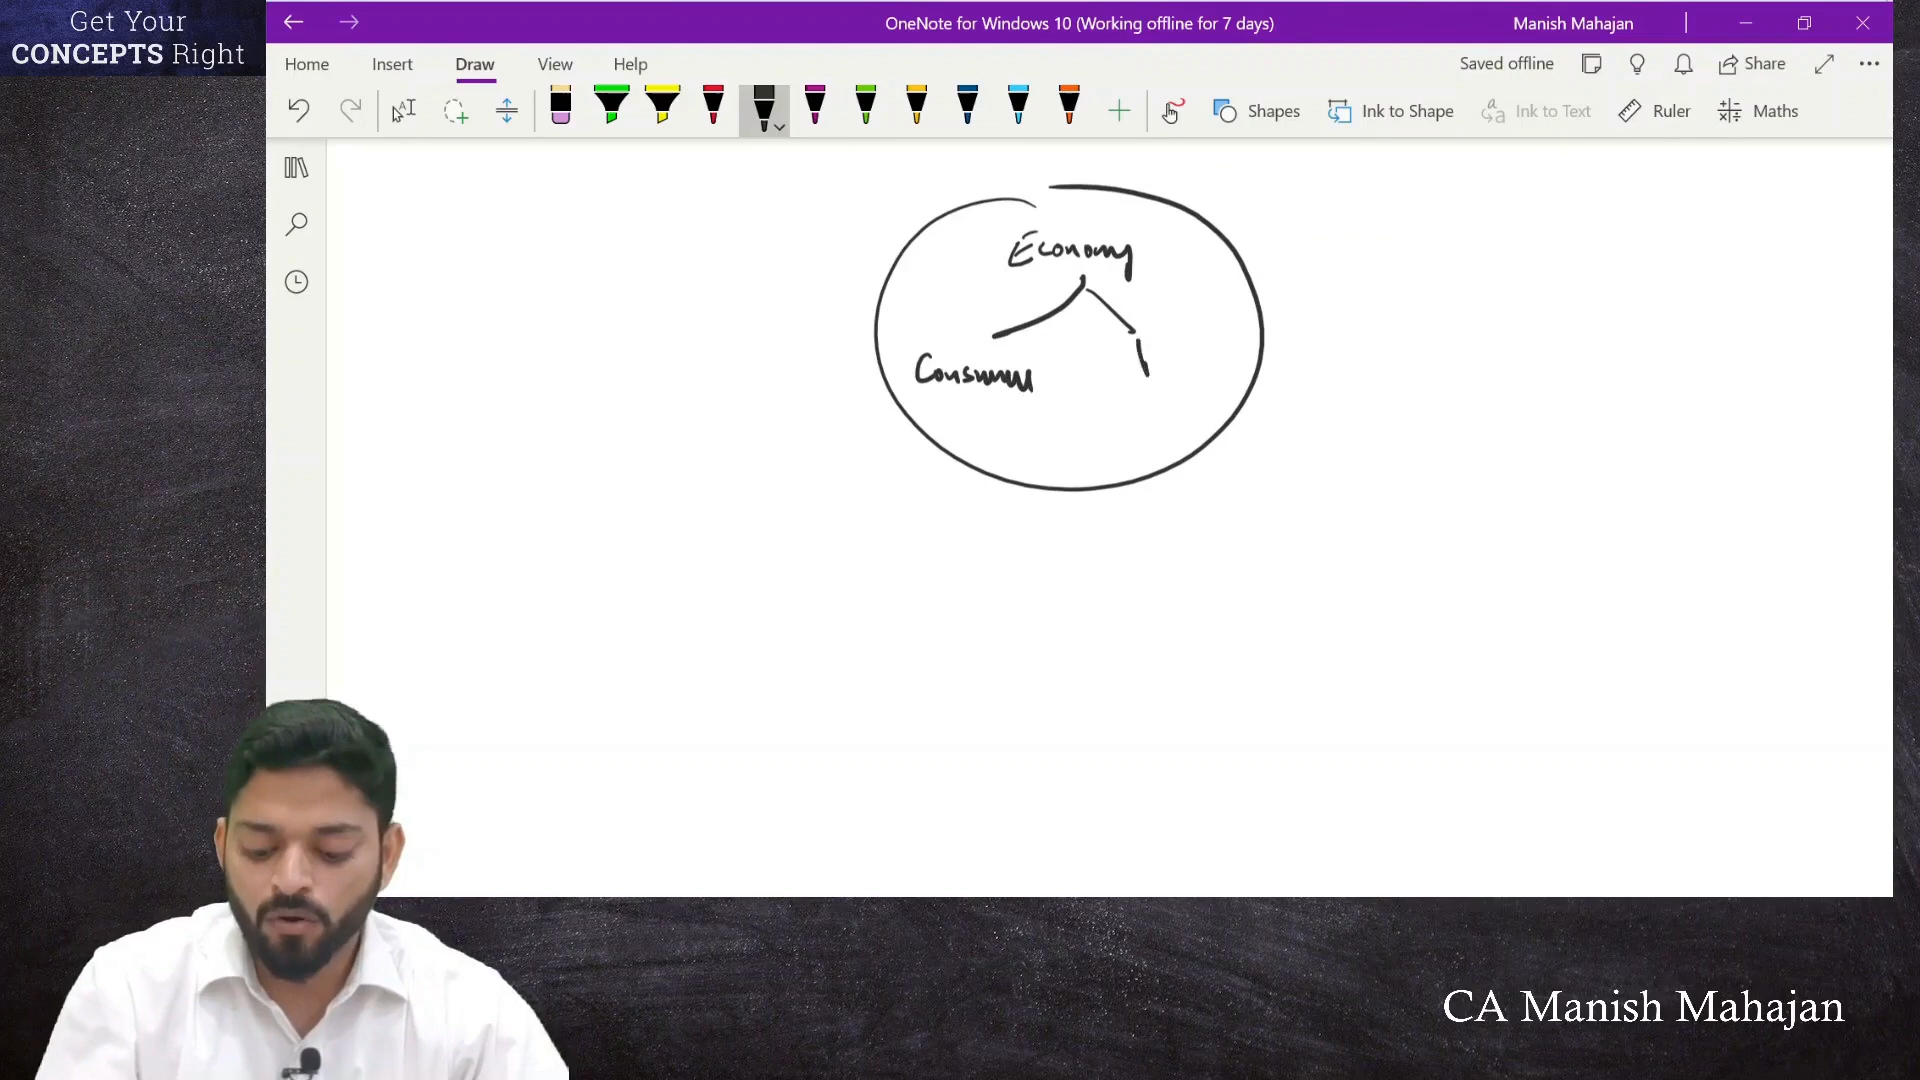 Get Your
CONCEPTS Right
OneNote for Windows 10 (Working offline for 7 days)
Manish Mahajan
Home Insert Draw View Help
Saved offline Share
Shapes Ink to Shape Ink to Text Ruler Maths
Economy
Consumer
CA Manish Mahajan